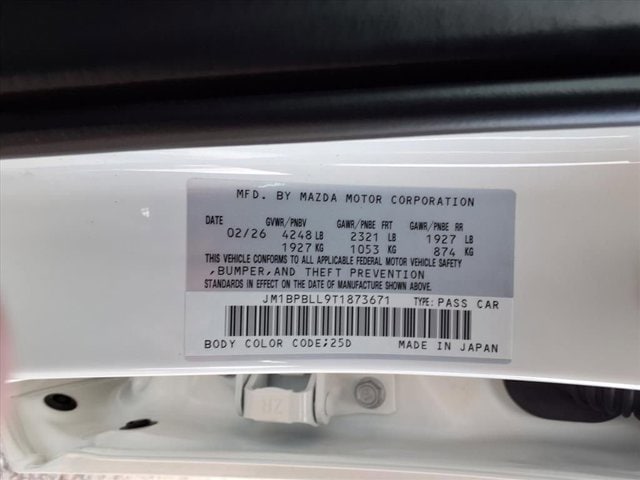 MFD. BY MAZDA MOTOR CORPORATION
DATE GVWR/PNBV GAWR/PNBE FRT GAWR/PNBE RR
02/26 4248 LB 2321 LB 1927 LB
1927 KG 1053 KG 874 KG
THIS VEHICLE CONFORMS TO ALL APPLICABLE FEDERAL MOTOR VEHICLE SAFETY
,BUMPER,AND THEFT PREVENTION
STANDARDS IN EFFECT ON THE DATE OF MANUFACTURE SHOWN ABOVE.
JM1BPBLL9T1873671 TYPE: PASS CAR
BODY COLOR CODE;25D MADE IN JAPAN
ZR